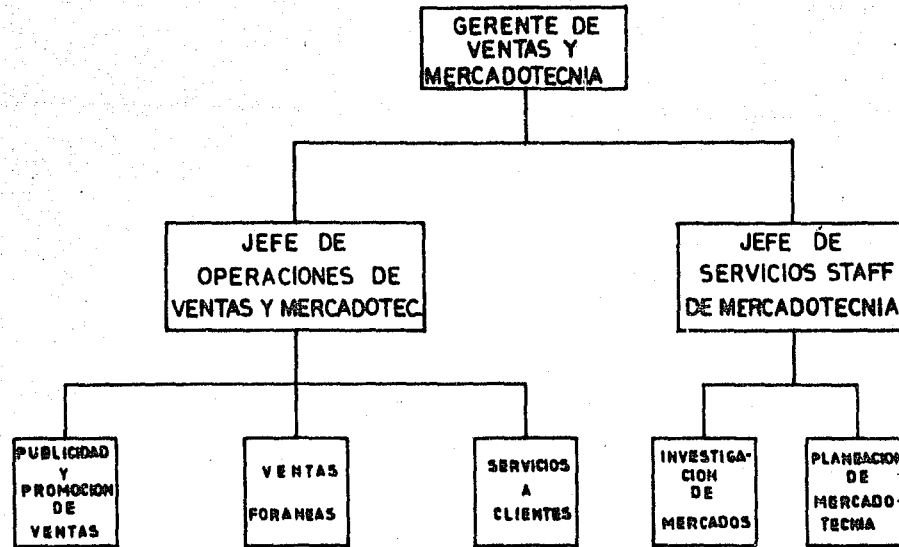 GERENTE DE
VENTAS Y
MERCADOTECNIA
JEFE DE
OPERACIONES DE
VENTAS Y MERCADOTEC.
JEFE DE
SERVICIOS STAFF
DE MERCADOTECNIA
PUBLICIDAD
Y
PROMOCION
DE
VENTAS
VENTAS
FORANEAS
SERVICIOS
A
CLIENTES
INVESTIGA-
CION
DE
MERCADOS
PLANEACION
DE
MERCADO-
TECNIA